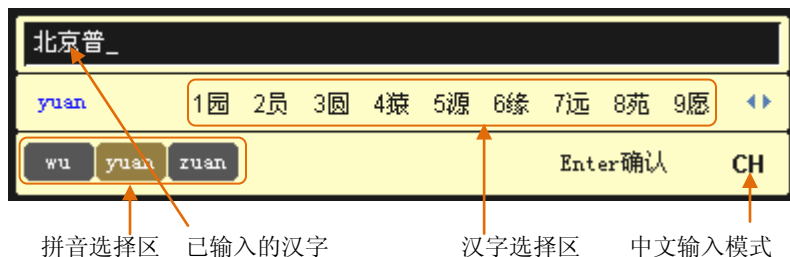 北京普_
yuan 1园 2员 3圆 4猿 5源 6缘 7远 8苑 9愿
wu yuan zuan Enter确认 CH
拼音选择区 已输入的汉字 汉字选择区 中文输入模式